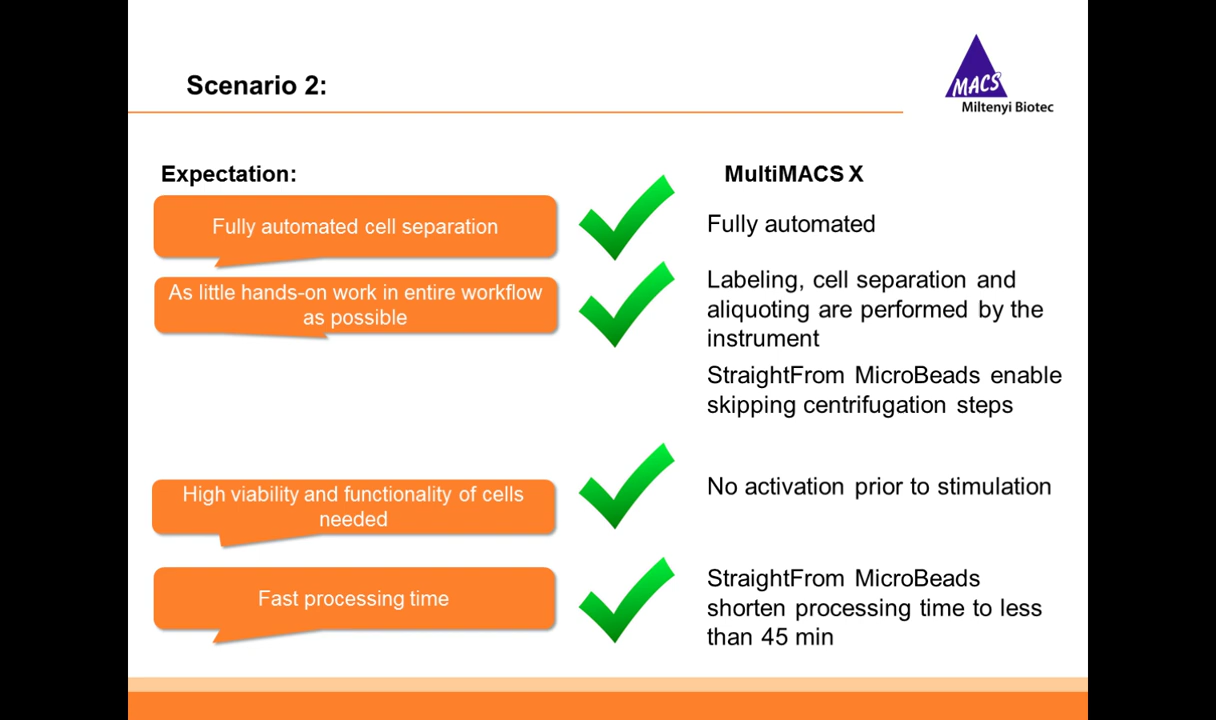 Scenario 2:
MACS
Miltenyi Biotec
Expectation:
MultiMACS X
Fully automated cell separation
Fully automated
As little hands-on work in entire workflow
as possible
Labeling, cell separation and
aliquoting are performed by the
instrument
StraightFrom MicroBeads enable
skipping centrifugation steps
High viability and functionality of cells
needed
No activation prior to stimulation
Fast processing time
StraightFrom MicroBeads
shorten processing time to less
than 45 min